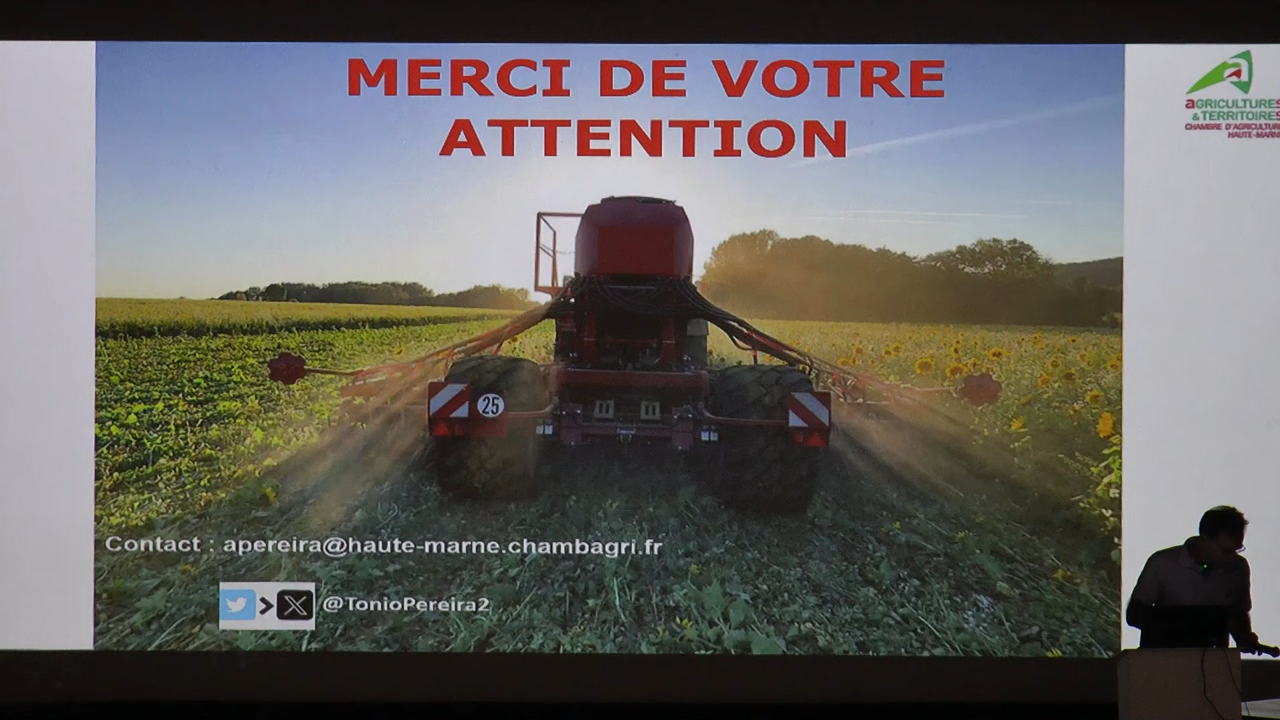 MERCI DE VOTRE
ATTENTION
AGRICULTURES
& TERRITOIRES
CHAMBRE D'AGRICULTURE
HAUTE-MARNE
25
Contact : apereira@haute-marne.chambagri.fr
@TonioPereira2